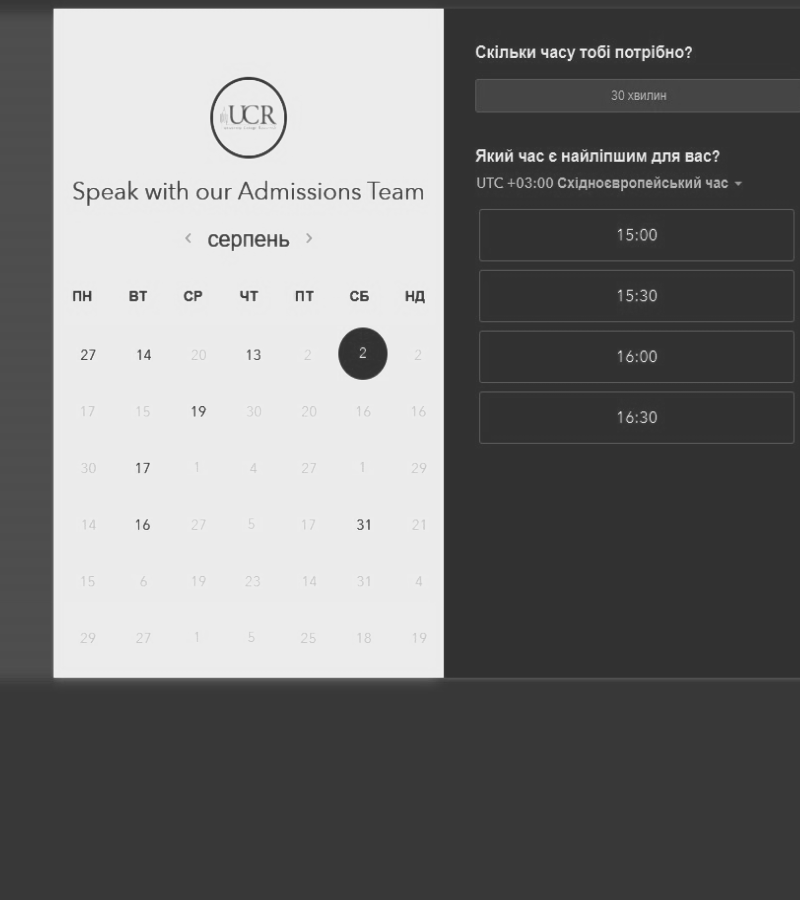 UCR
Speak with our Admissions Team
серпень
ПН ВТ СР ЧТ ПТ СБ НД
27 14 20 13 2 2 2
17 15 19 30 20 16 16
30 17 1 4 27 1 29
14 16 27 5 17 31 21
15 6 19 23 14 31 4
29 27 1 5 25 18 19
Скільки часу тобі потрібно?
30 хвилин
Який час є найліпшим для вас?
UTC +03:00 Східноєвропейський час
15:00
15:30
16:00
16:30